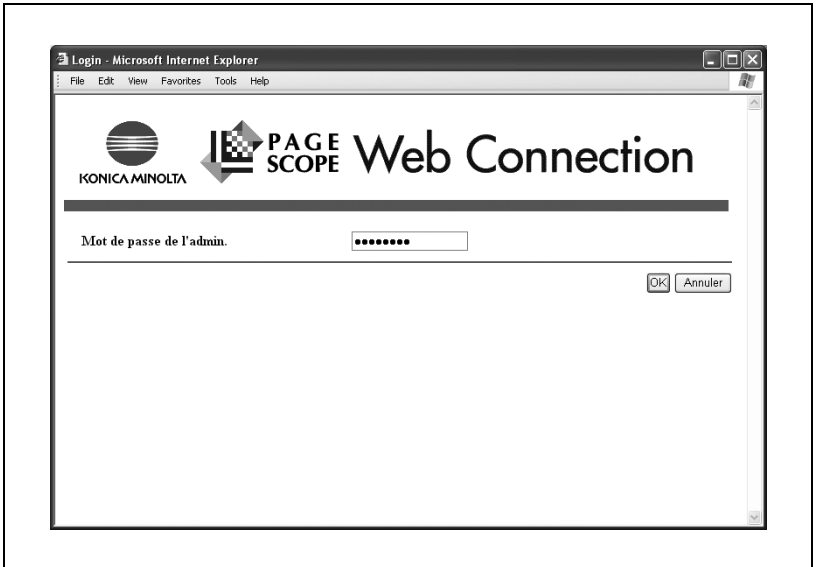 Login - Microsoft Internet Explorer
File Edit View Favorites Tools Help
KONICA MINOLTA
PAGE SCOPE Web Connection
Mot de passe de l'admin.
OK Annuler